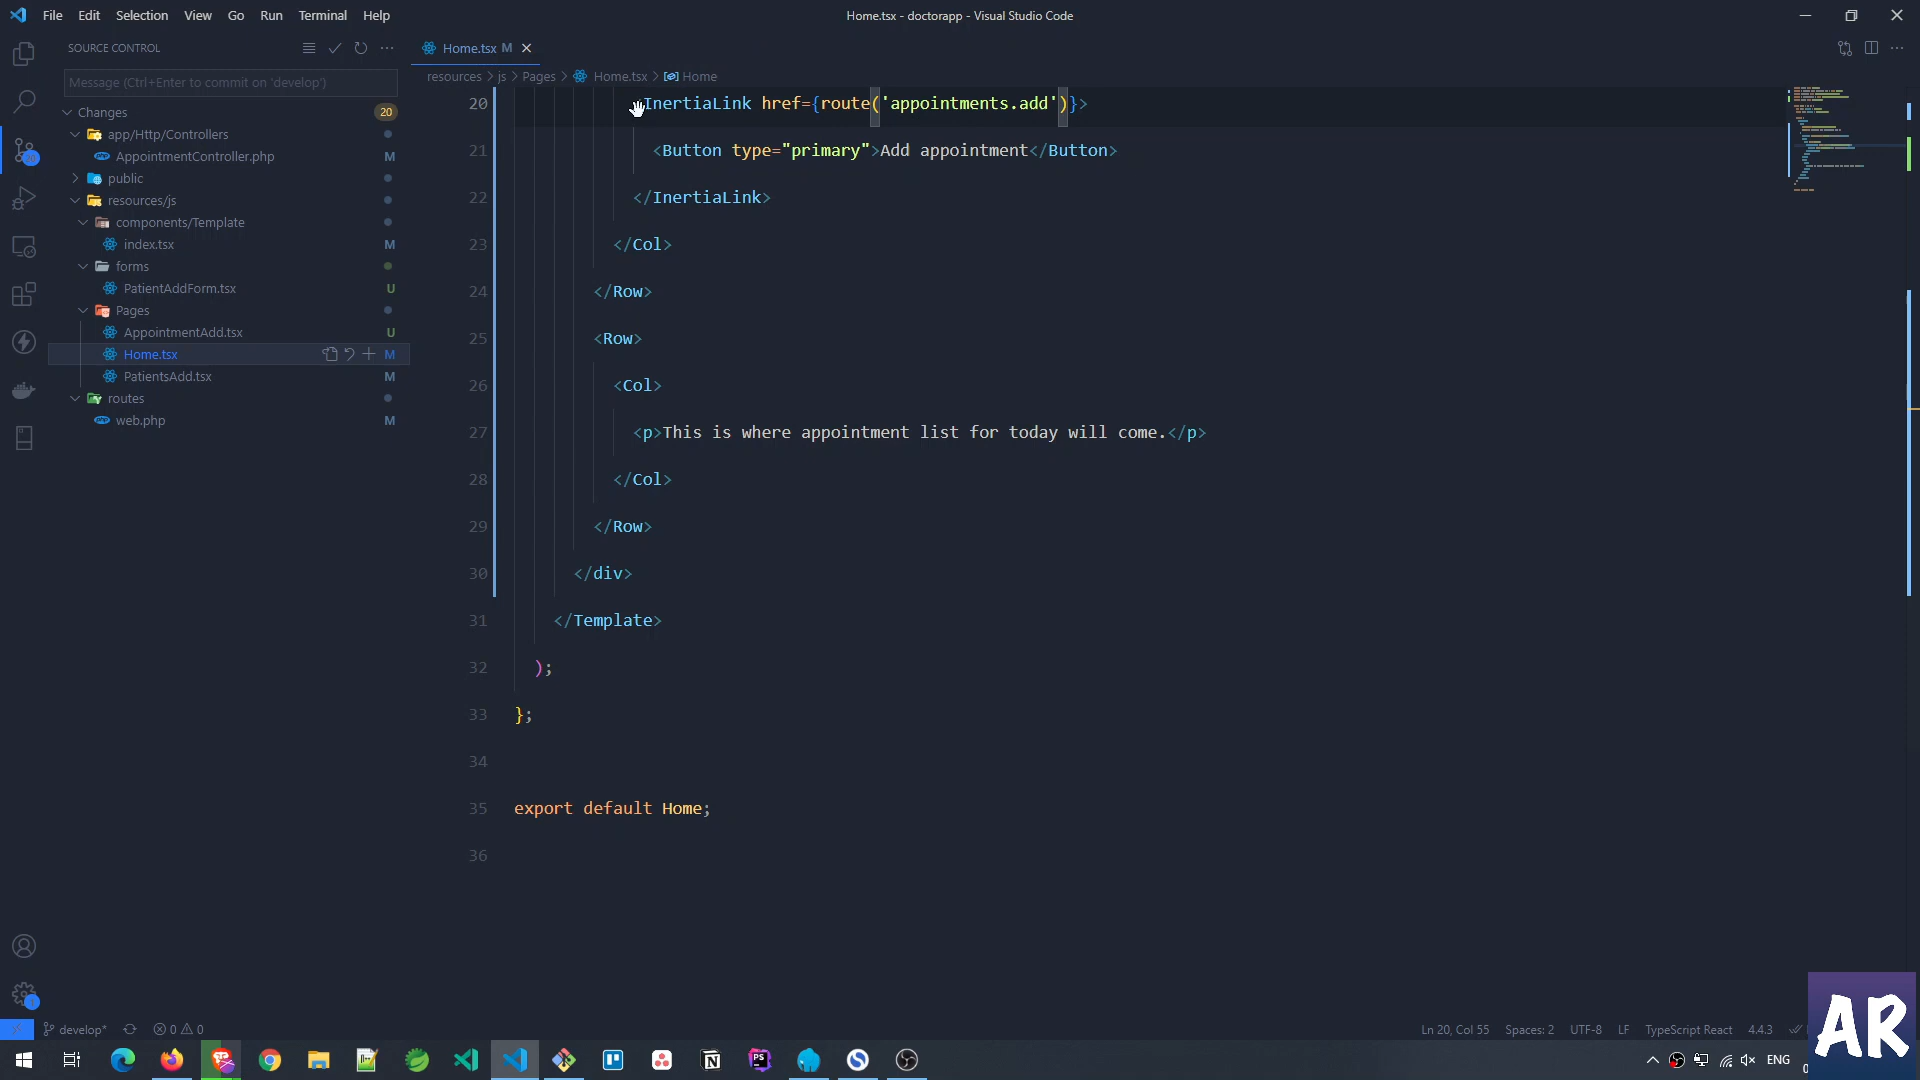 File Edit Selection View Go Run Terminal Help
Home.tsx - doctorapp - Visual Studio Code
SOURCE CONTROL
Message (Ctrl+Enter to commit on 'develop')
Changes 20
app/Http/Controllers
AppointmentController.php M
public
resources/js
components/Template
index.tsx M
forms
PatientAddForm.tsx U
Pages
AppointmentAdd.tsx U
Home.tsx M
PatientsAdd.tsx M
routes
web.php M
Home.tsx M
resources > js > Pages > Home.tsx > Home
20 InertiaLink href={route('appointments.add')}>
21 <Button type="primary">Add appointment</Button>
22 </InertiaLink>
23 </Col>
24 </Row>
25 <Row>
26 <Col>
27 <p>This is where appointment list for today will come.</p>
28 </Col>
29 </Row>
30 </div>
31 </Template>
32 );
33 };
34
35 export default Home;
36
develop* 0 0
Ln 20, Col 55 Spaces: 2 UTF-8 LF TypeScript React 4.4.3
ENG
AR